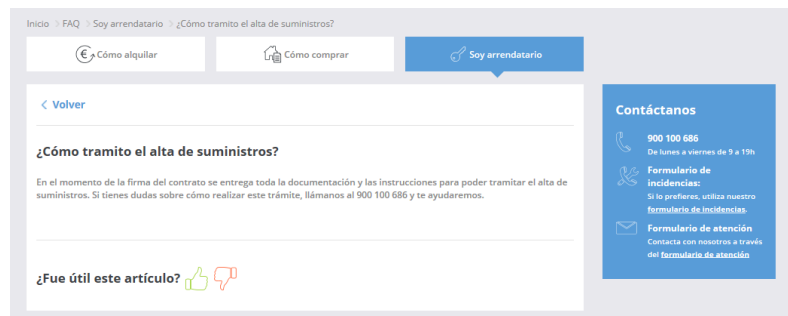 Inicio > FAQ > Soy arrendatario > ¿Cómo tramito el alta de suministros?
Cómo alquilar
Cómo comprar
Soy arrendatario
< Volver
¿Cómo tramito el alta de suministros?
En el momento de la firma del contrato se entrega toda la documentación y las instrucciones para poder tramitar el alta de
suministros. Si tienes dudas sobre cómo realizar este trámite, llámanos al 900 100 686 y te ayudaremos.
¿Fue útil este artículo?
Contáctanos
900 100 686
De lunes a viernes de 9 a 19h
Formulario de
incidencias:
Si lo prefieres, utiliza nuestro
formulario de incidencias.
Formulario de atención
Contacta con nosotros a través
del formulario de atención